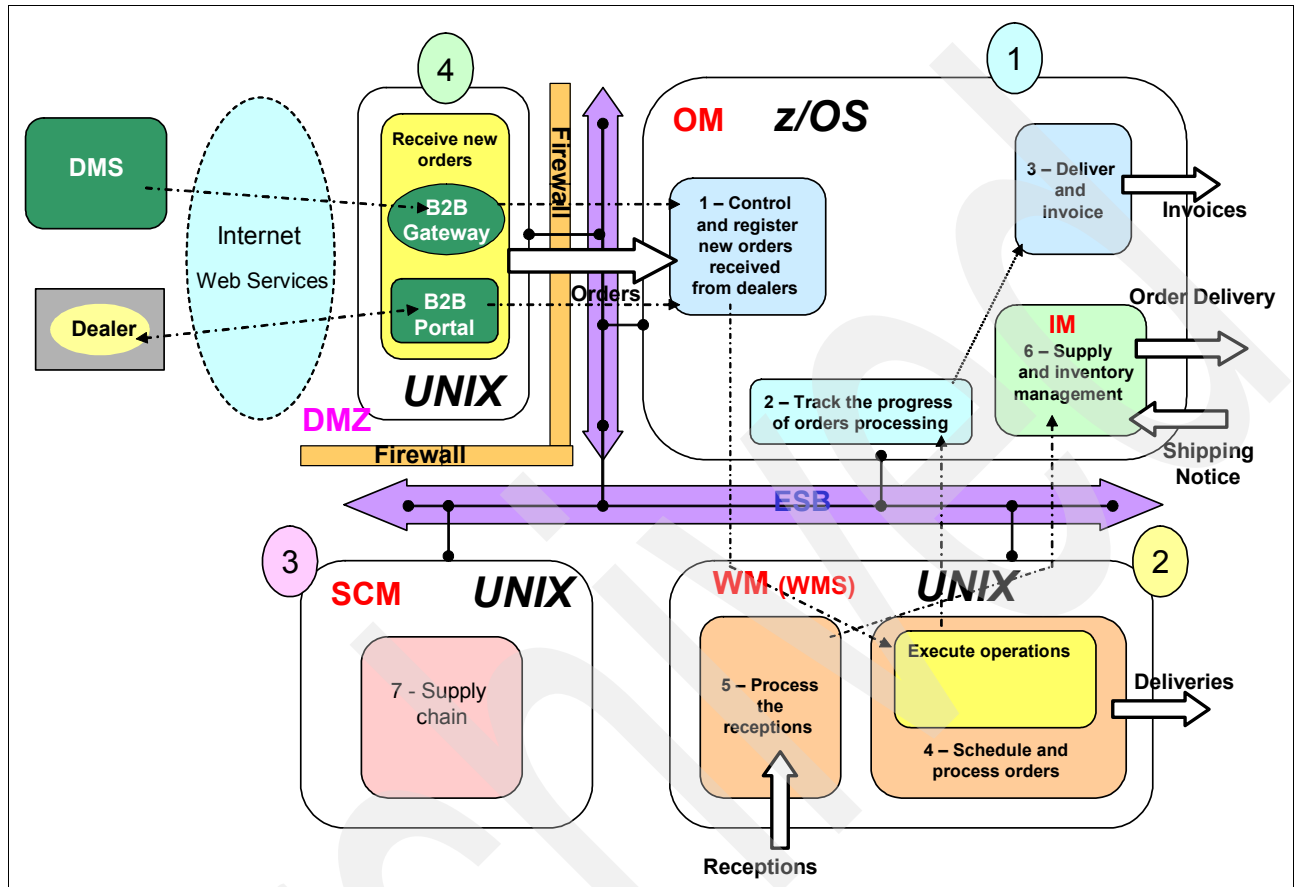 4
1
DMS
Internet
Web Services
Dealer
Receive new
orders
B2B
Gateway
B2B
Portal
UNIX
DMZ
Firewall
Firewall
Orders
OM
z/OS
1 – Control
and register
new orders
received
from dealers
3 – Deliver
and
invoice
Invoices
IM
6 – Supply
and inventory
management
Order Delivery
Shipping
Notice
2 – Track the progress
of orders processing
ESB
3
SCM
UNIX
7 - Supply
chain
2
WM (WMS)
UNIX
5 – Process
the
receptions
Receptions
Execute operations
4 – Schedule and
process orders
Deliveries